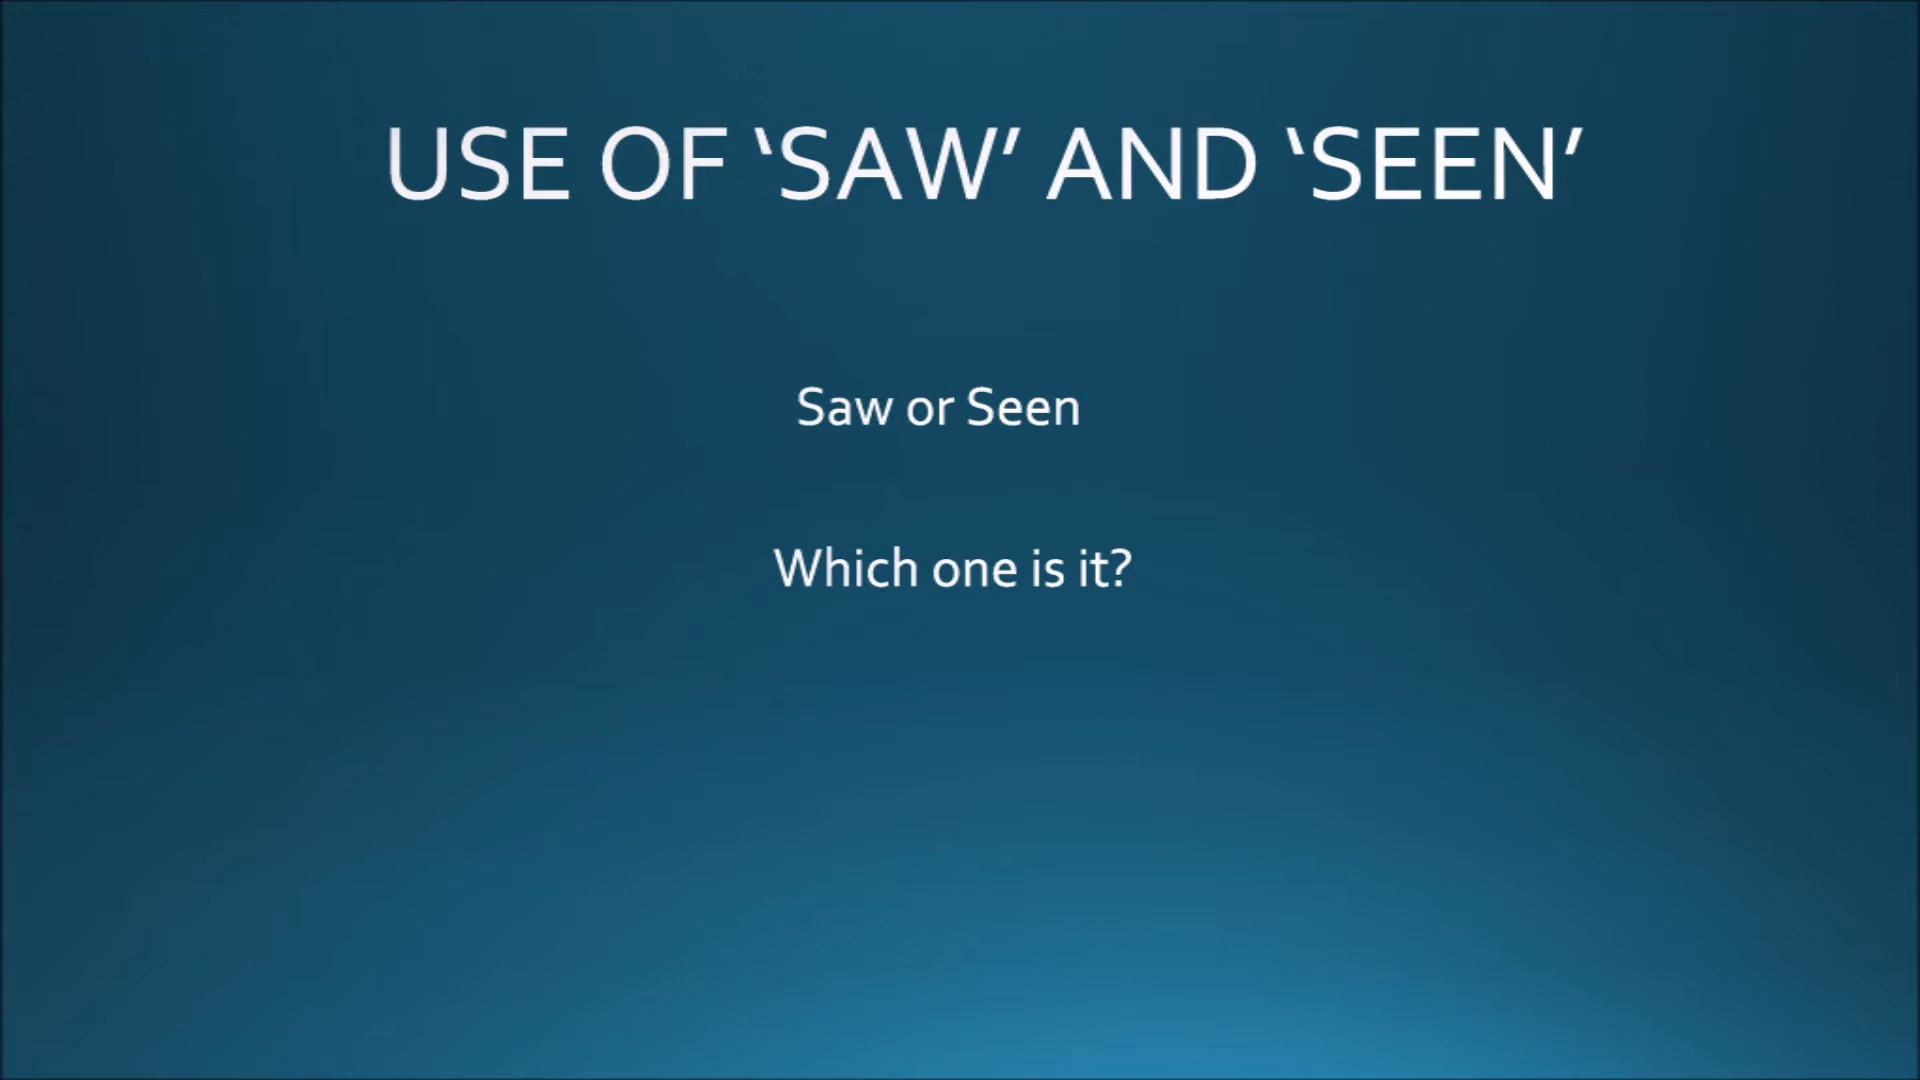 USE OF ‘SAW’ AND ‘SEEN’
Saw or Seen
Which one is it?